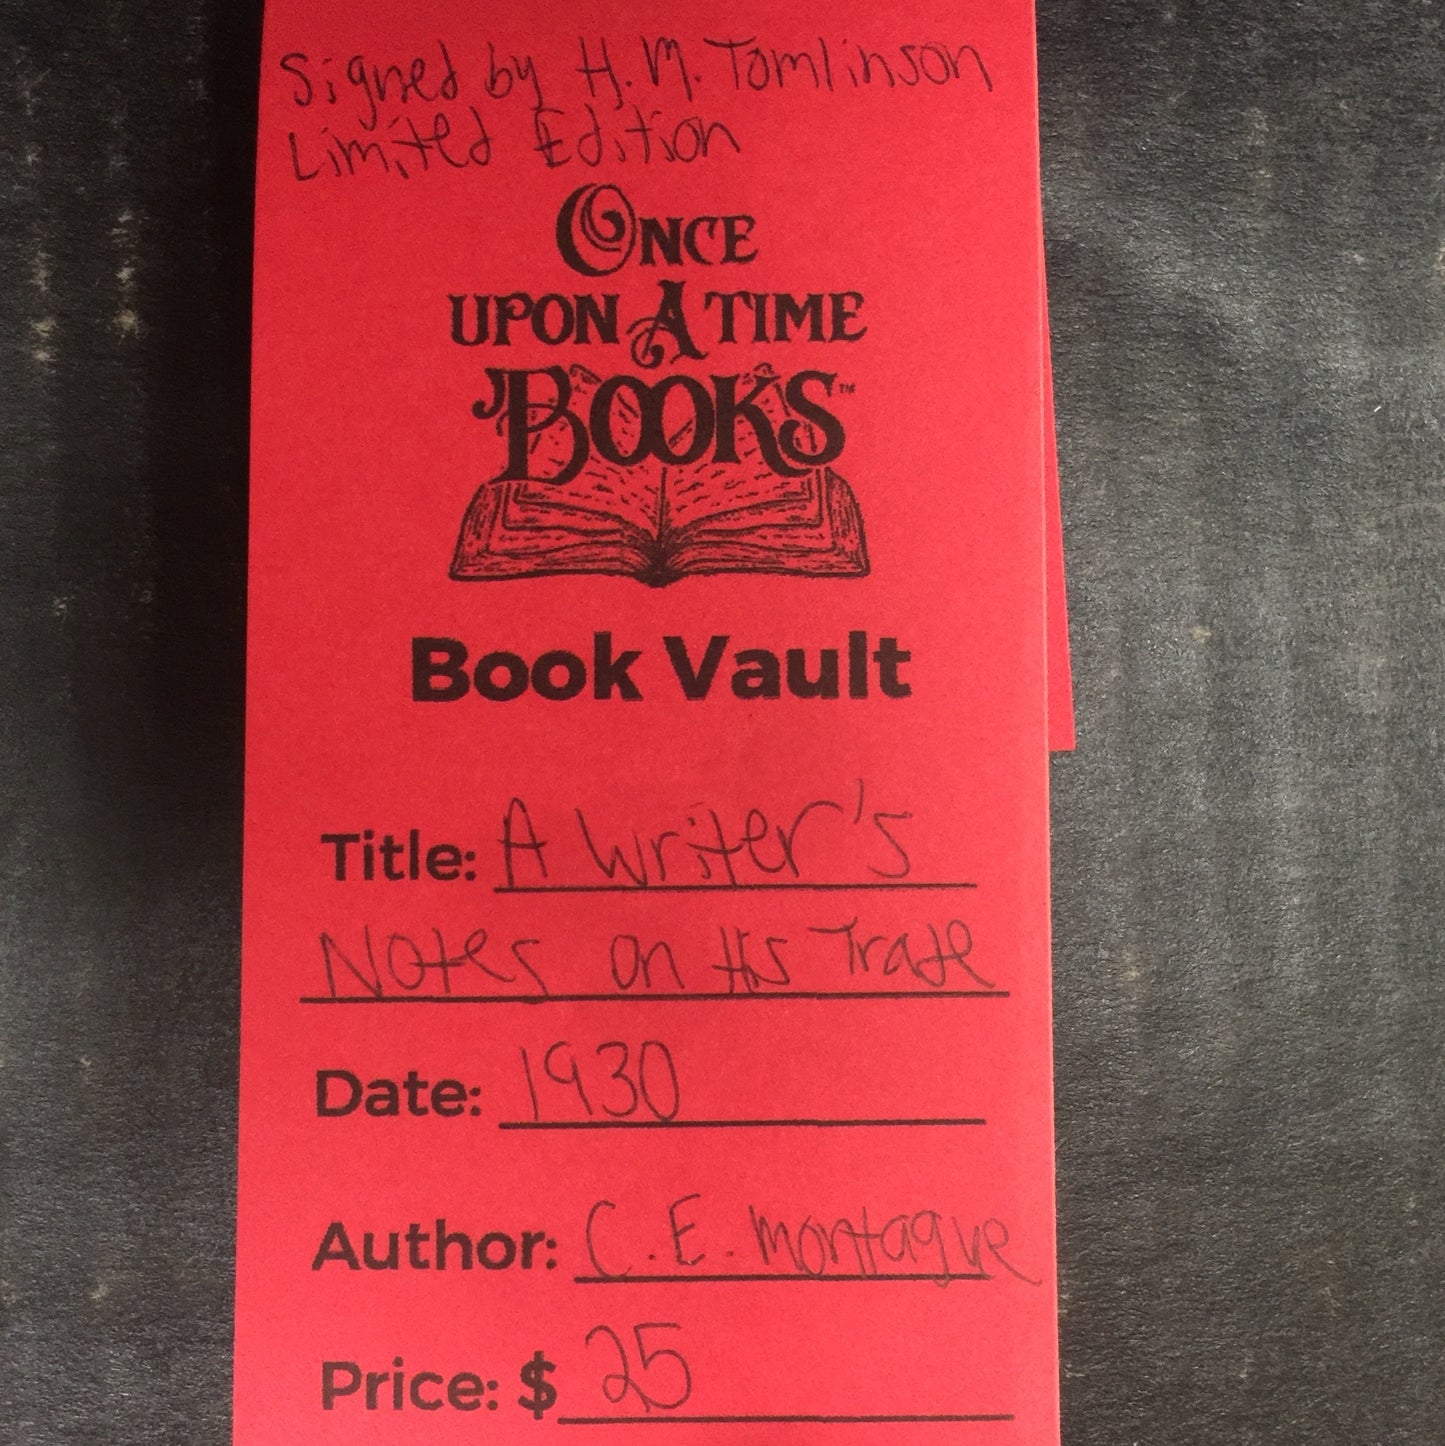 Signed by H.M. Tomlinson
Limited Edition
ONCE
UPON A TIME
BOOKS™
Book Vault
Title: A Writer's
Notes on His Trade
Date: 1930
Author: C.E. Montague
Price: $ 25